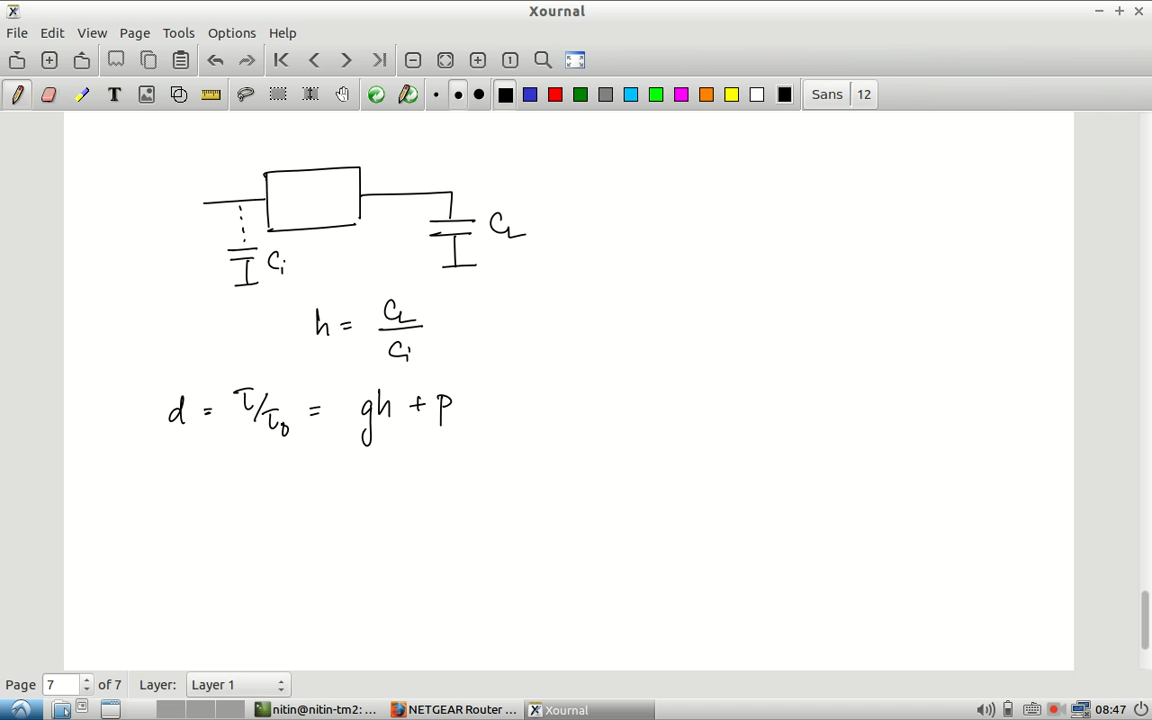 Xournal
File Edit View Page Tools Options Help
T Sans 12
C_i
C_L
h = C_L / C_i
d = τ/τ_0 = gh + p
Page 7 of 7 Layer: Layer 1
nitin@nitin-tm2: ... NETGEAR Router ... Xournal 08:47